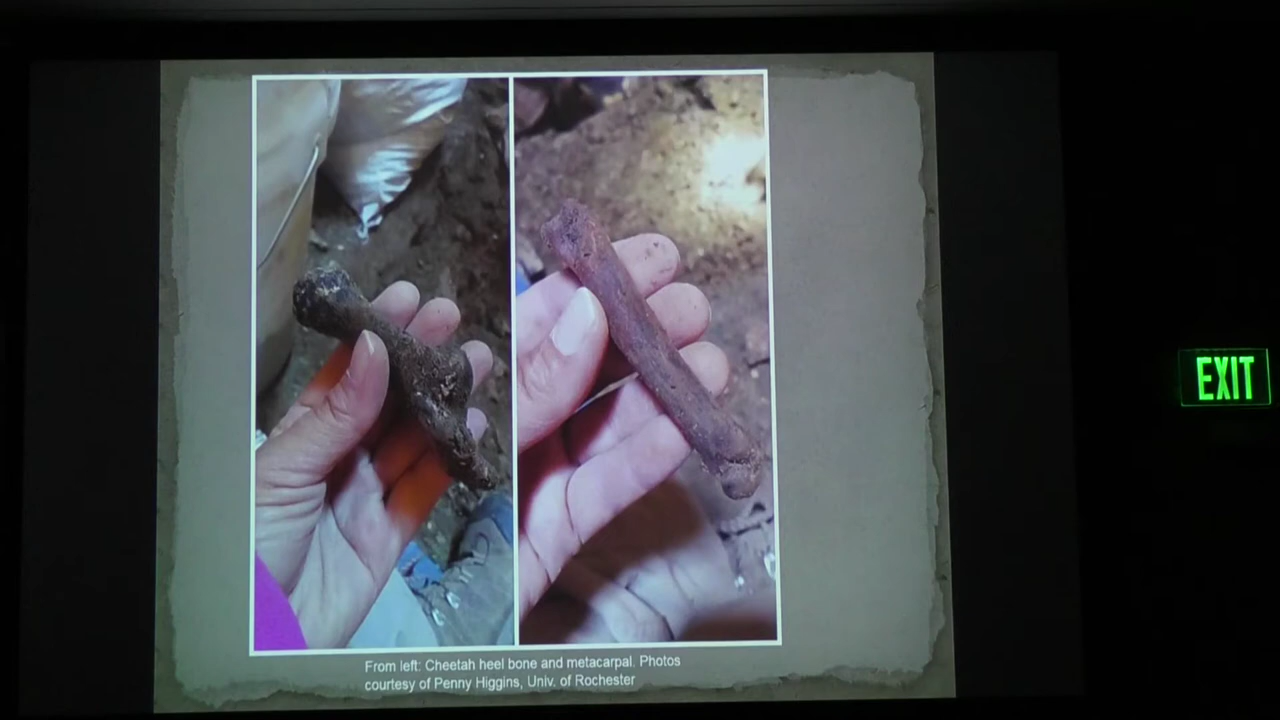 From left: Cheetah heel bone and metacarpal. Photos
courtesy of Penny Higgins, Univ. of Rochester
EXIT